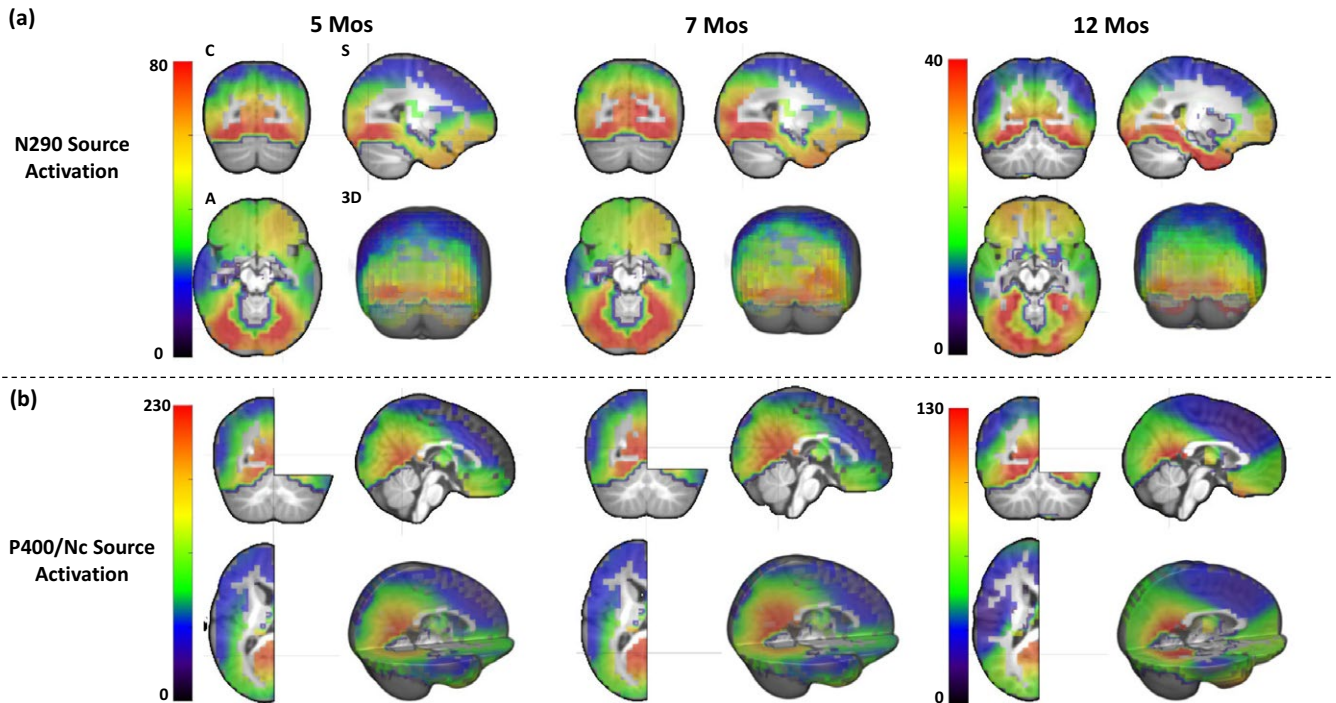 (a)
5 Mos
7 Mos
12 Mos
80
C
S
40
N290 Source
Activation
A
3D
0
0
(b)
230
130
P400/Nc Source
Activation
0
0